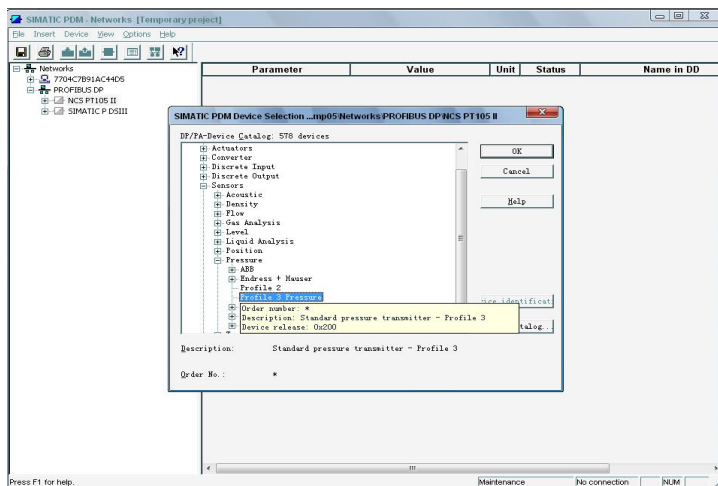 SIMATIC PDM - Networks [Temporary project]
File Insert Device View Options Help
Networks
7704C7B91AC44D5
PROFIBUS DP
NCS PT105 II
SIMATIC P DSIII
Parameter Value Unit Status Name in DD
SIMATIC PDM Device Selection ...mp05\Networks\PROFIBUS DP\NCS PT105 II
DP/PA-Device Catalog: 578 devices
Actuators
Converter
Discrete Input
Discrete Output
Sensors
Acoustic
Density
Flow
Gas Analysis
Level
Liquid Analysis
Position
Pressure
ABB
Endress + Hauser
Profile 2
Profile 3 Pressure
Order number: *
Description: Standard pressure transmitter - Profile 3
Device release: 0x200
OK
Cancel
Help
ice identificat
talog...
Description: Standard pressure transmitter - Profile 3
Order No.: *
Press F1 for help. Maintenance No connection NUM